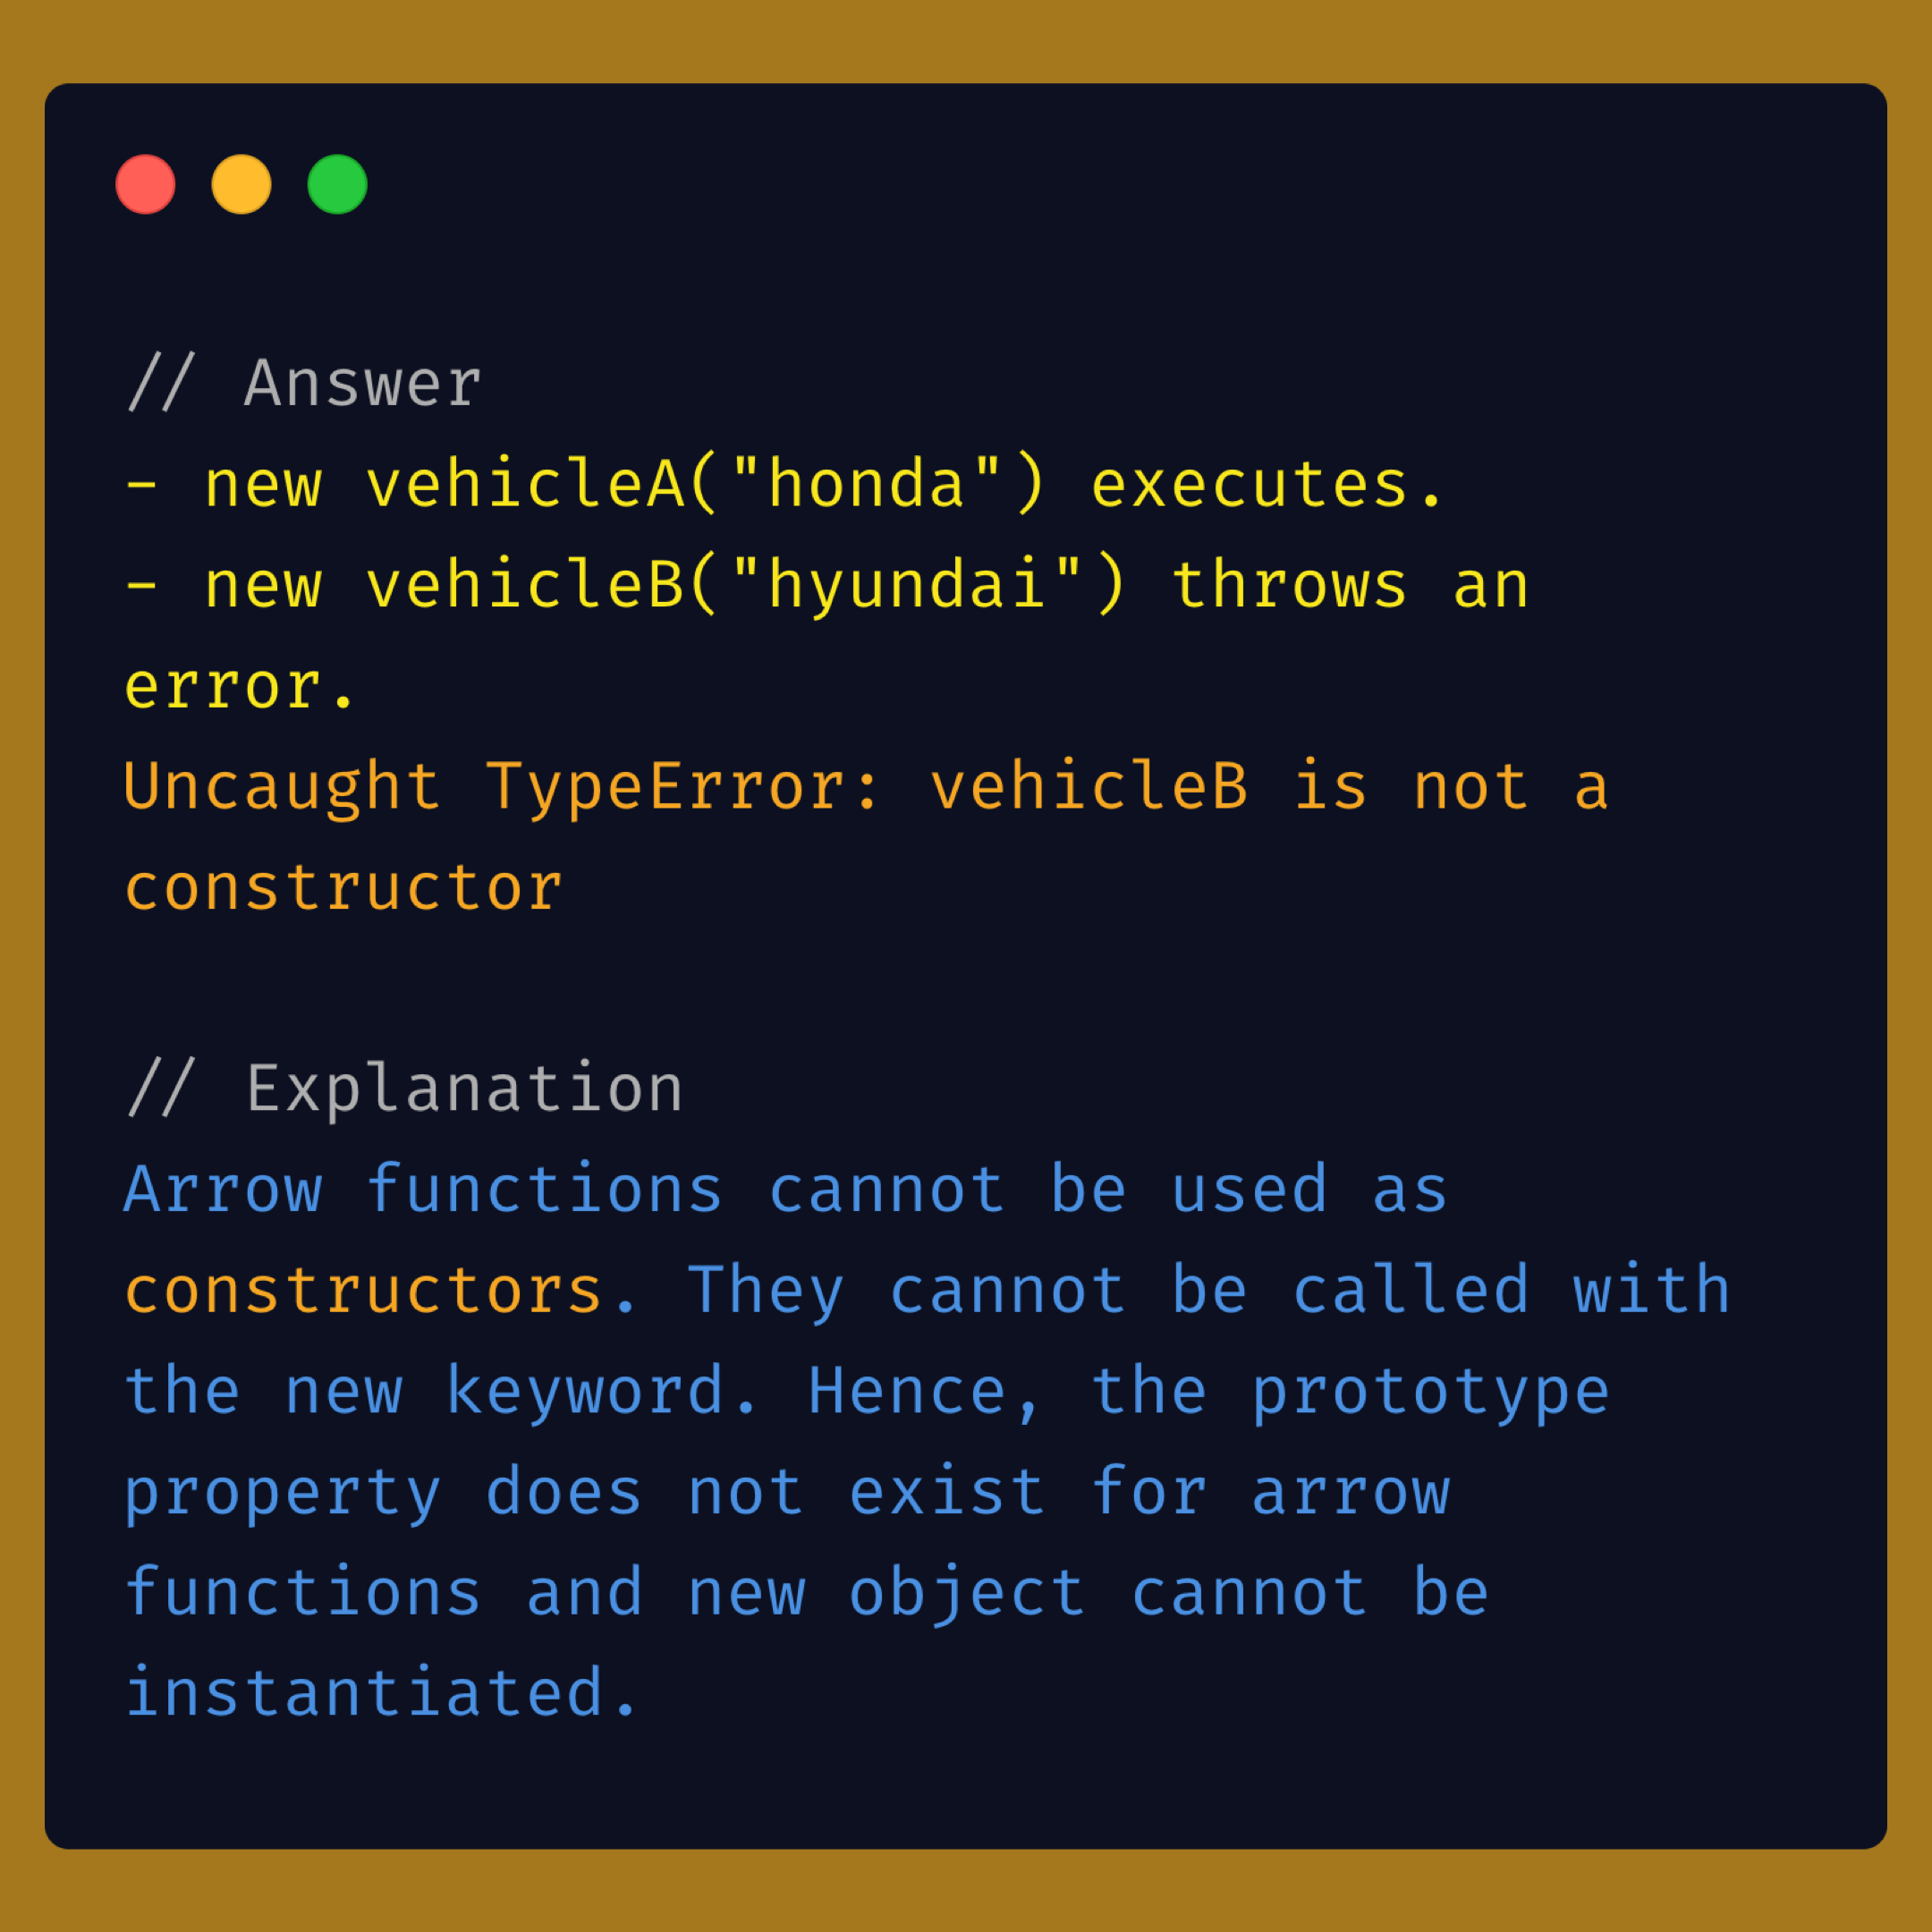 // Answer
- new vehicleA("honda") executes.
- new vehicleB("hyundai") throws an
error.
Uncaught TypeError: vehicleB is not a
constructor
// Explanation
Arrow functions cannot be used as
constructors. They cannot be called with
the new keyword. Hence, the prototype
property does not exist for arrow
functions and new object cannot be
instantiated.